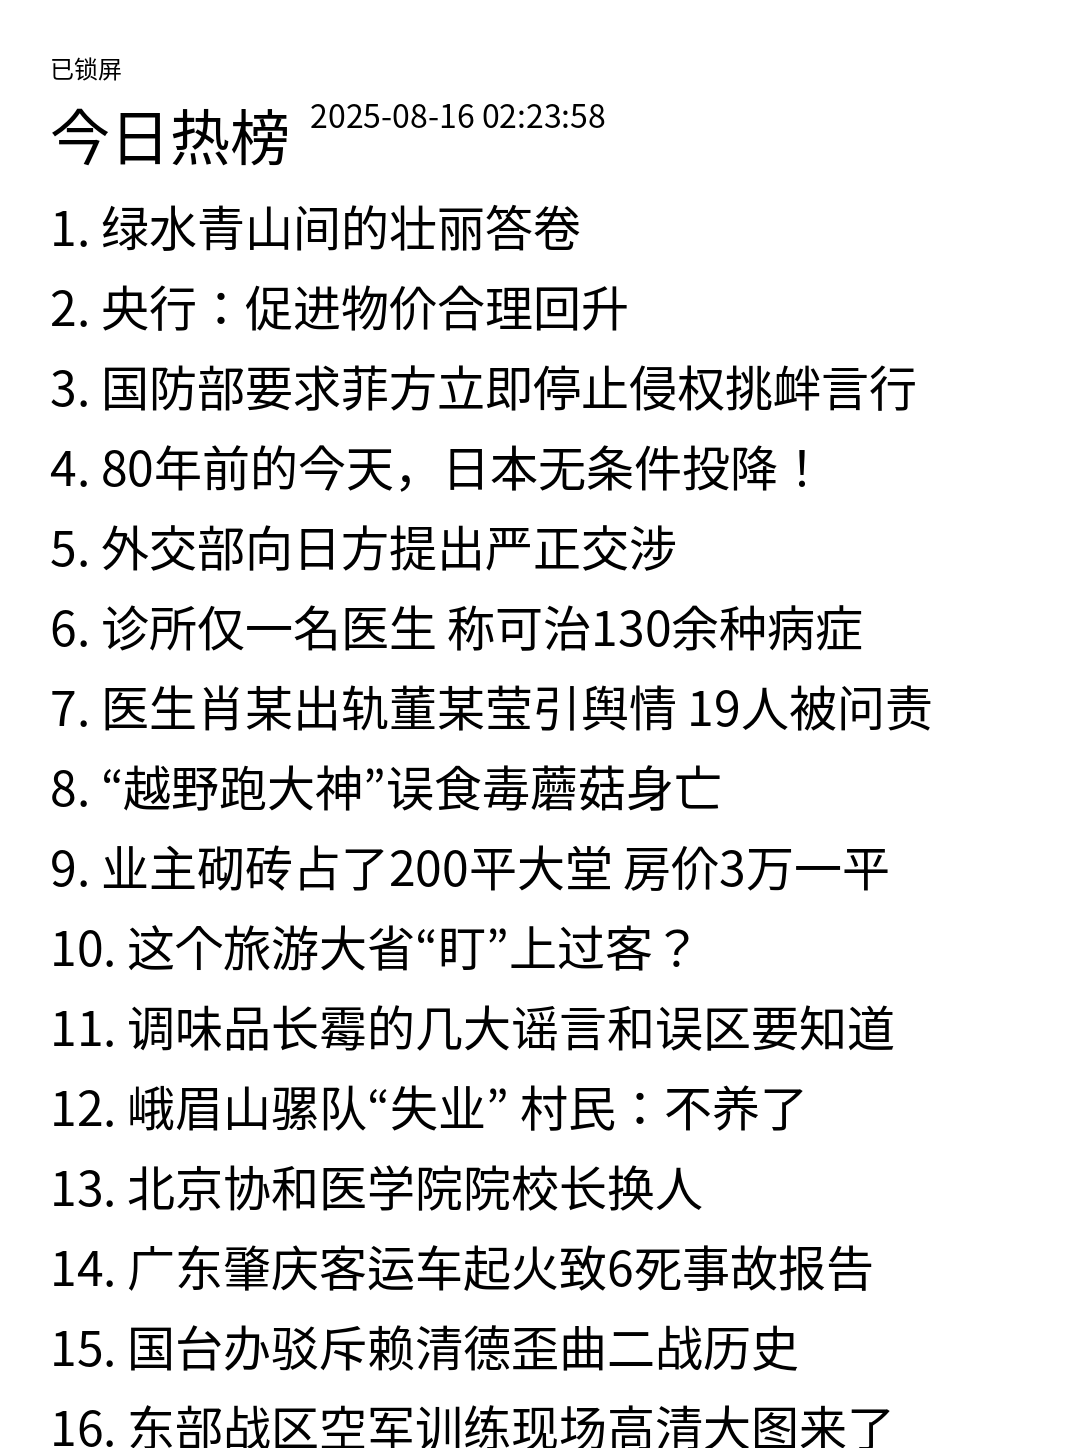 已锁屏
今日热榜 2025-08-16 02:23:58
1. 绿水青山间的壮丽答卷
2. 央行：促进物价合理回升
3. 国防部要求菲方立即停止侵权挑衅言行
4. 80年前的今天，日本无条件投降！
5. 外交部向日方提出严正交涉
6. 诊所仅一名医生 称可治130余种病症
7. 医生肖某出轨董某莹引舆情 19人被问责
8. “越野跑大神”误食毒蘑菇身亡
9. 业主砌砖占了200平大堂 房价3万一平
10. 这个旅游大省“盯”上过客？
11. 调味品长霉的几大谣言和误区要知道
12. 峨眉山骡队“失业” 村民：不养了
13. 北京协和医学院院校长换人
14. 广东肇庆客运车起火致6死事故报告
15. 国台办驳斥赖清德歪曲二战历史
16. 东部战区空军训练现场高清大图来了